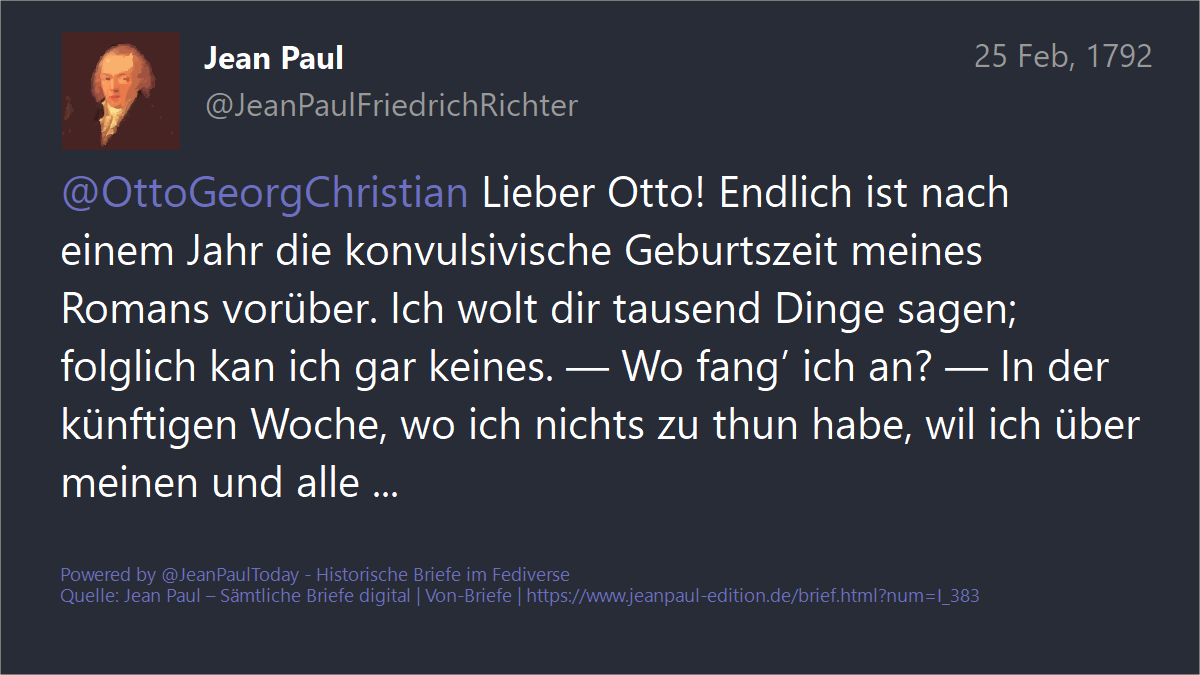 Jean Paul
25 Feb, 1792
@JeanPaulFriedrichRichter
@OttoGeorgChristian Lieber Otto! Endlich ist nach
einem Jahr die konvulsivische Geburtszeit meines
Romans vorüber. Ich wolt dir tausend Dinge sagen;
folglich kan ich gar keines. — Wo fang’ ich an? — In der
künftigen Woche, wo ich nichts zu thun habe, wil ich über
meinen und alle ...
Powered by @JeanPaulToday - Historische Briefe im Fediverse
Quelle: Jean Paul – Sämtliche Briefe digital | Von-Briefe | https://www.jeanpaul-edition.de/brief.html?num=I_383